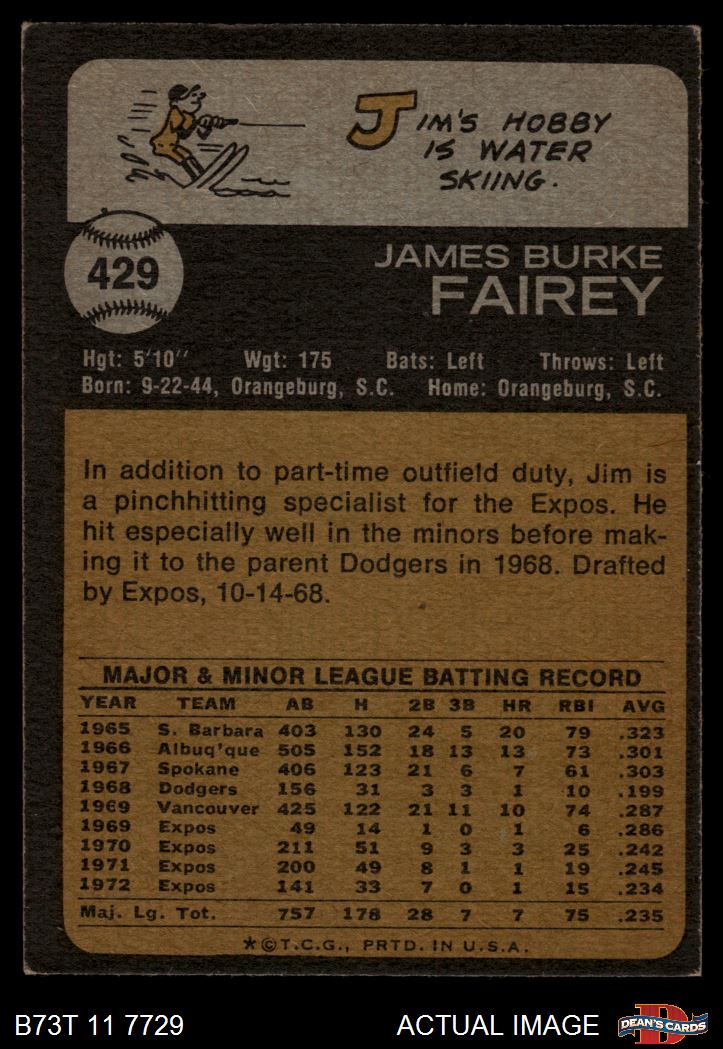 JIM'S HOBBY
IS WATER
SKIING.
429
JAMES BURKE
FAIREY
Hgt: 5'10" Wgt: 175 Bats: Left Throws: Left
Born: 9-22-44, Orangeburg, S.C. Home: Orangeburg, S.C.
In addition to part-time outfield duty, Jim is
a pinchhitting specialist for the Expos. He
hit especially well in the minors before mak-
ing it to the parent Dodgers in 1968. Drafted
by Expos, 10-14-68.
MAJOR & MINOR LEAGUE BATTING RECORD
YEAR TEAM AB H 2B 3B HR RBI AVG
1965 S. Barbara 403 130 24 5 20 79 .323
1966 Albuq'que 505 152 18 13 13 73 .301
1967 Spokane 406 123 21 6 7 61 .303
1968 Dodgers 156 31 3 3 1 10 .199
1969 Vancouver 425 122 21 11 10 74 .287
1969 Expos 49 14 1 0 1 6 .286
1970 Expos 211 51 9 3 3 25 .242
1971 Expos 200 49 8 1 1 19 .245
1972 Expos 141 33 7 0 1 15 .234
Maj. Lg. Tot. 757 178 28 7 7 75 .235
*©T.C.G., PRTD. IN U.S.A.
B73T 11 7729 ACTUAL IMAGE
D
DEAN'S CARDS